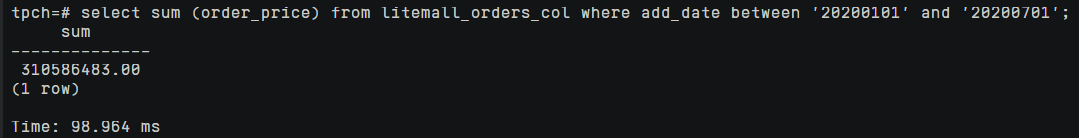 tpch=# select sum (order_price) from litemall_orders_col where add_date between '20200101' and '20200701';
     sum
--------------
 310586483.00
(1 row)

Time: 98.964 ms